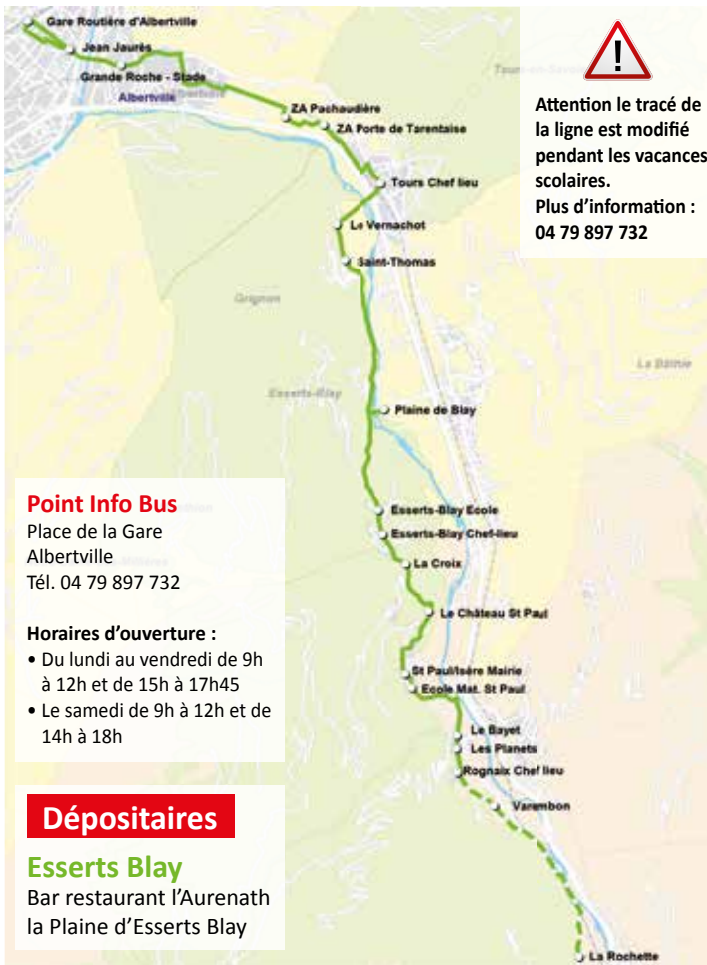 Gare Routière d'Albertville
Jean Jaurès
Grande Roche - Stade
Albertville
Albertville
ZA Pachaudière
ZA Porte de Tarentaise
Tours Chef lieu
Le Vernachot
Saint-Thomas
Grignon
La Bâthie
Esserts-Blay
Plaine de Blay
Esserts-Blay Ecole
Esserts-Blay Chef-lieu
La Croix
Le Château St Paul
St Paul/Isère Mairie
Ecole Mat. St Paul
Le Bayet
Les Planets
Rognaix Chef lieu
Varembon
La Rochette
!
Attention le tracé de
la ligne est modifié
pendant les vacances
scolaires.
Plus d'information :
04 79 897 732
Point Info Bus
Place de la Gare
Albertville
Tél. 04 79 897 732
Horaires d'ouverture :
• Du lundi au vendredi de 9h
à 12h et de 15h à 17h45
• Le samedi de 9h à 12h et de
14h à 18h
Dépositaires
Esserts Blay
Bar restaurant l'Aurenath
la Plaine d'Esserts Blay